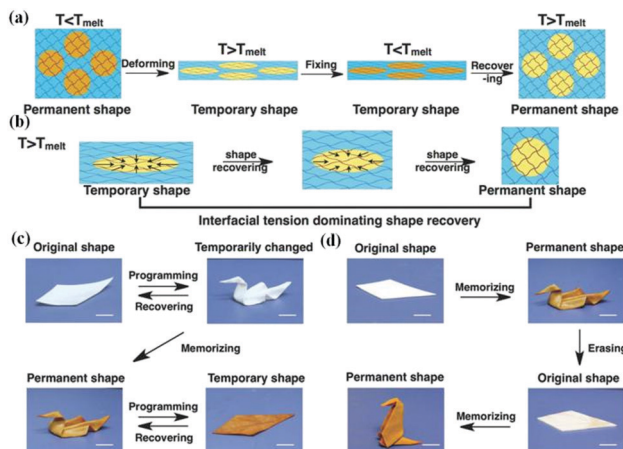 (a)
T<Tmelt
Permanent shape
Deforming
T>Tmelt
Temporary shape
Fixing
T<Tmelt
Temporary shape
Recover
-ing
T>Tmelt
Permanent shape
(b)
T>Tmelt
Temporary shape
shape
recovering
shape
recovering
Permanent shape
Interfacial tension dominating shape recovery
(c)
Original shape
Programming
Recovering
Temporarily changed
Memorizing
Permanent shape
Programming
Recovering
Temporary shape
(d)
Original shape
Memorizing
Permanent shape
Erasing
Permanent shape
Memorizing
Original shape